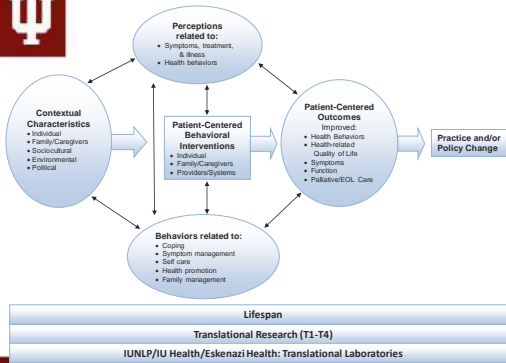 Perceptions
related to:
• Symptoms, treatment,
& illness
• Health behaviors
Contextual
Characteristics
• Individual
• Family/Caregivers
• Sociocultural
• Environmental
• Political
Patient-Centered
Behavioral
Interventions
• Individual
• Family/Caregivers
• Providers/Systems
Patient-Centered
Outcomes
Improved:
• Health Behaviors
• Health-related
Quality of Life
• Symptoms
• Function
• Palliative/EOL Care
Practice and/or
Policy Change
Behaviors related to:
• Coping
• Symptom management
• Self care
• Health promotion
• Family management
Lifespan
Translational Research (T1-T4)
IUNLP/IU Health/Eskenazi Health: Translational Laboratories